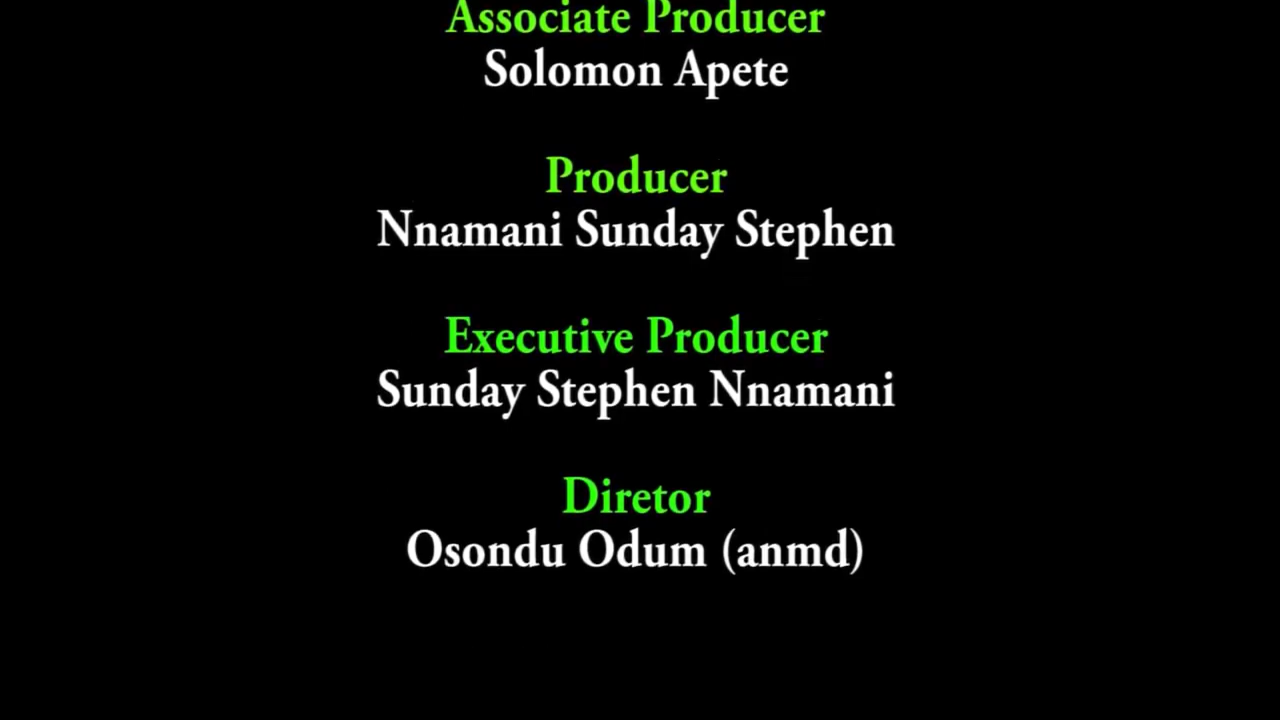 Associate Producer
Solomon Apete
Producer
Nnamani Sunday Stephen
Executive Producer
Sunday Stephen Nnamani
Diretor
Osondu Odum (anmd)